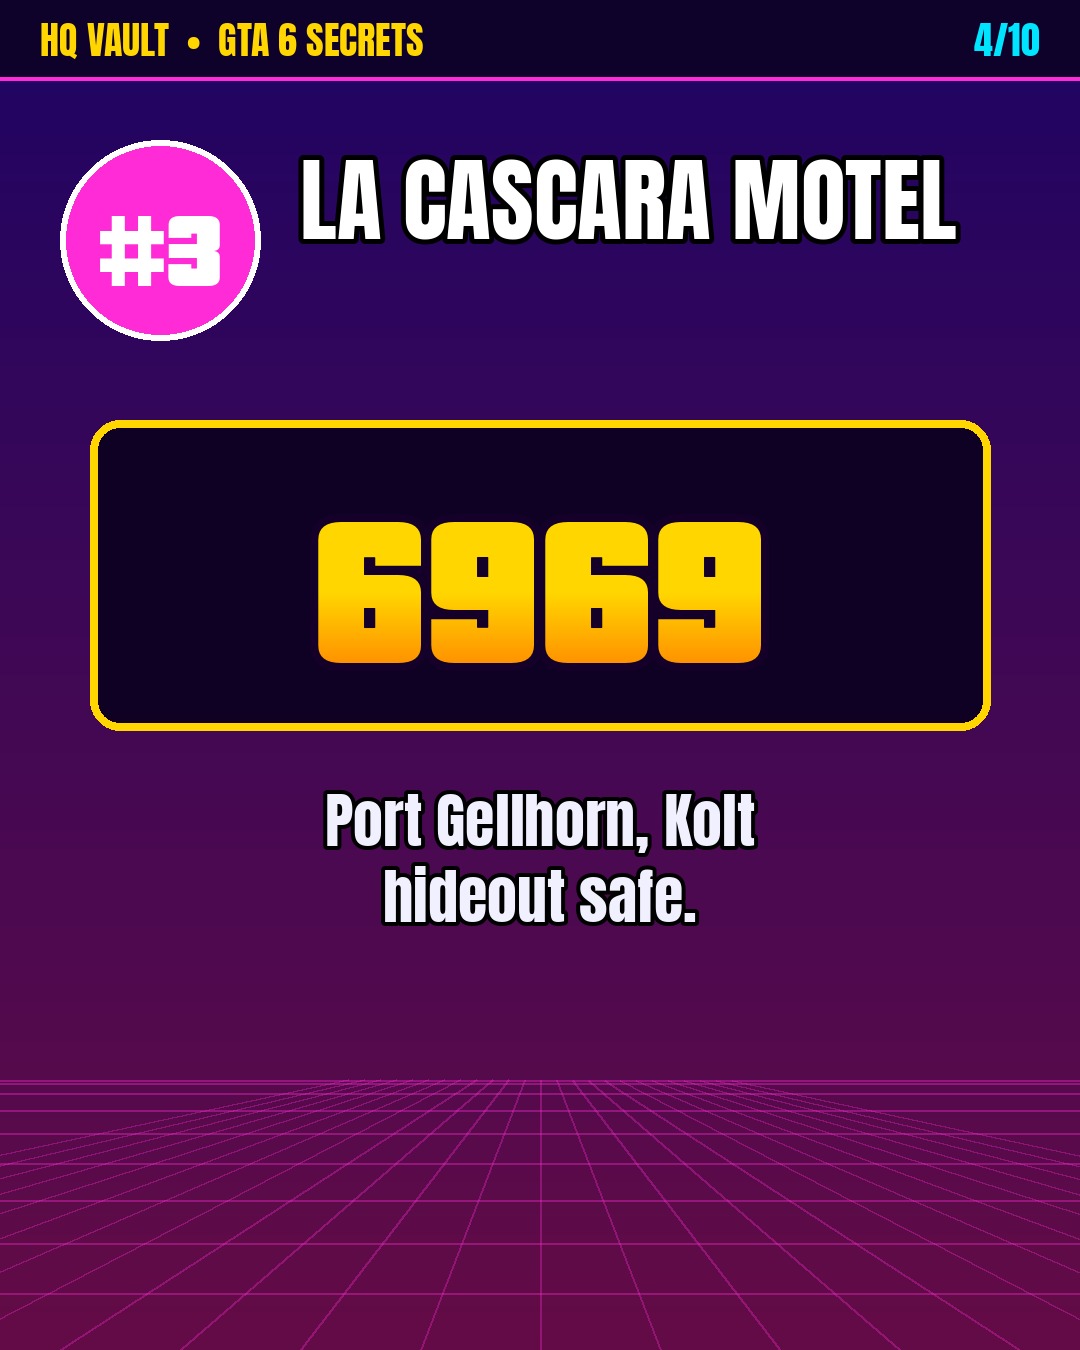 HQ VAULT • GTA 6 SECRETS
4/10
#3
LA CASCARA MOTEL
6969
Port Gellhorn, Kolt
hideout safe.